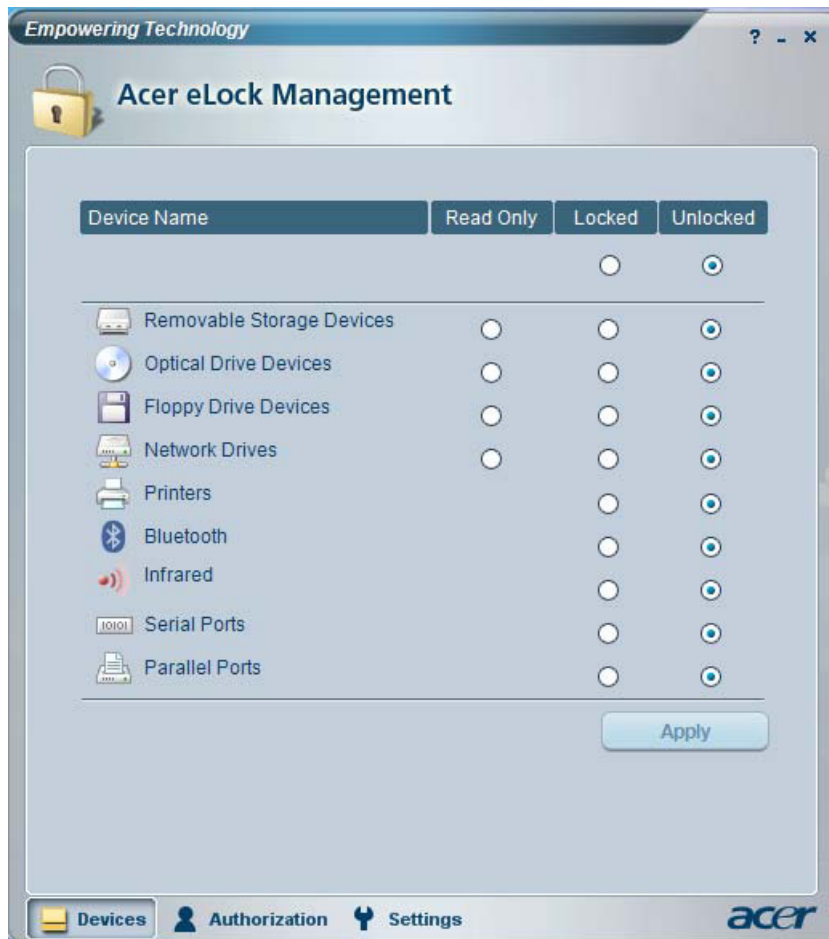 Empowering Technology
? - x
Acer eLock Management
Device Name Read Only Locked Unlocked
Removable Storage Devices
Optical Drive Devices
Floppy Drive Devices
Network Drives
Printers
Bluetooth
Infrared
10101 Serial Ports
Parallel Ports
Apply
Devices Authorization Settings acer